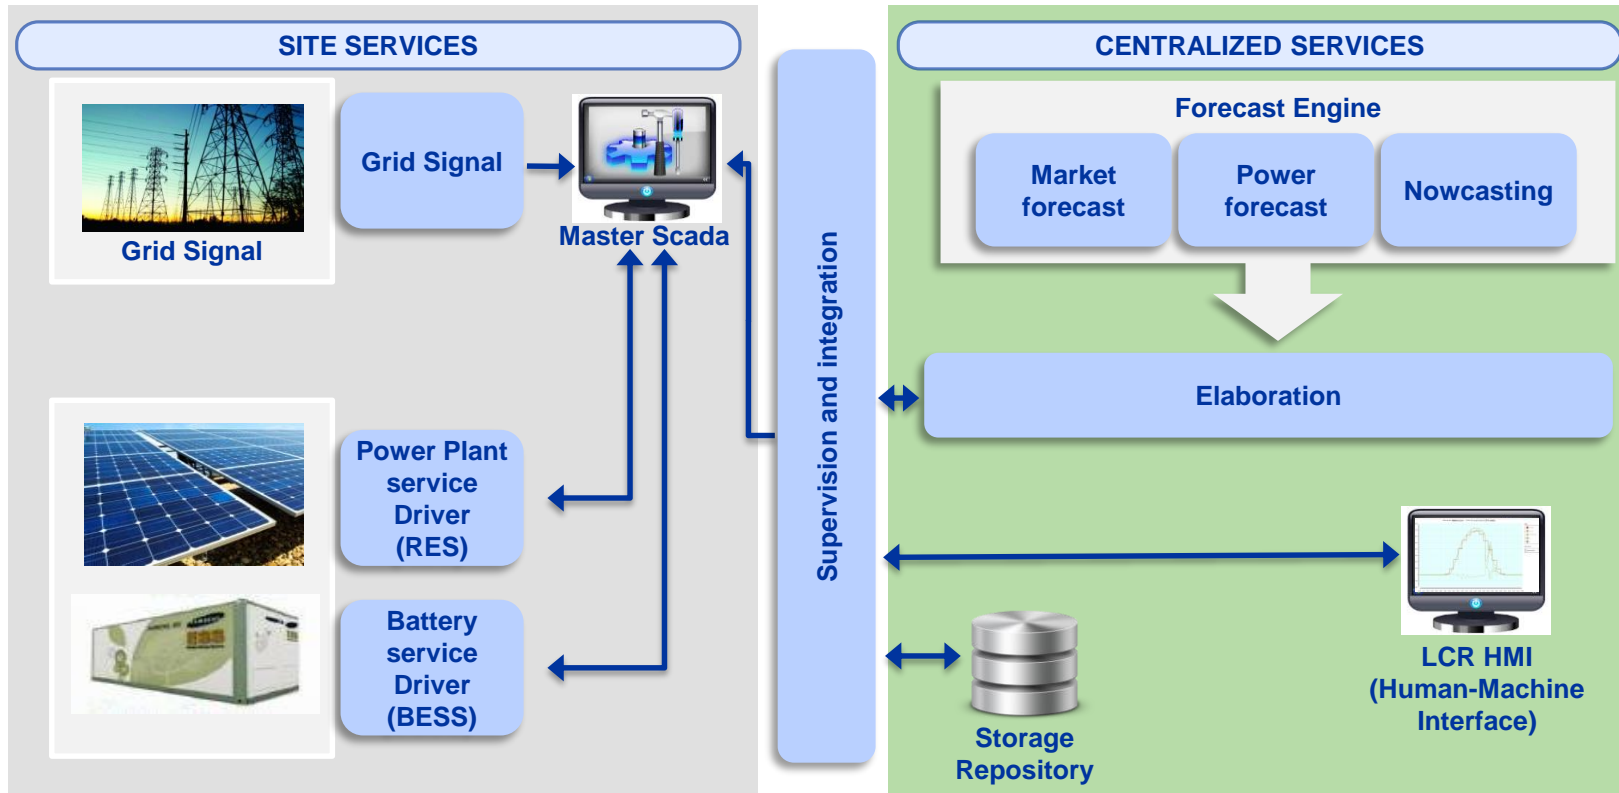 SITE SERVICES
Grid Signal
Grid Signal
Master Scada
Power Plant
service
Driver
(RES)
Battery
service
Driver
(BESS)
Supervision and integration
CENTRALIZED SERVICES
Forecast Engine
Market
forecast
Power
forecast
Nowcasting
Elaboration
LCR HMI
(Human-Machine
Interface)
Storage
Repository